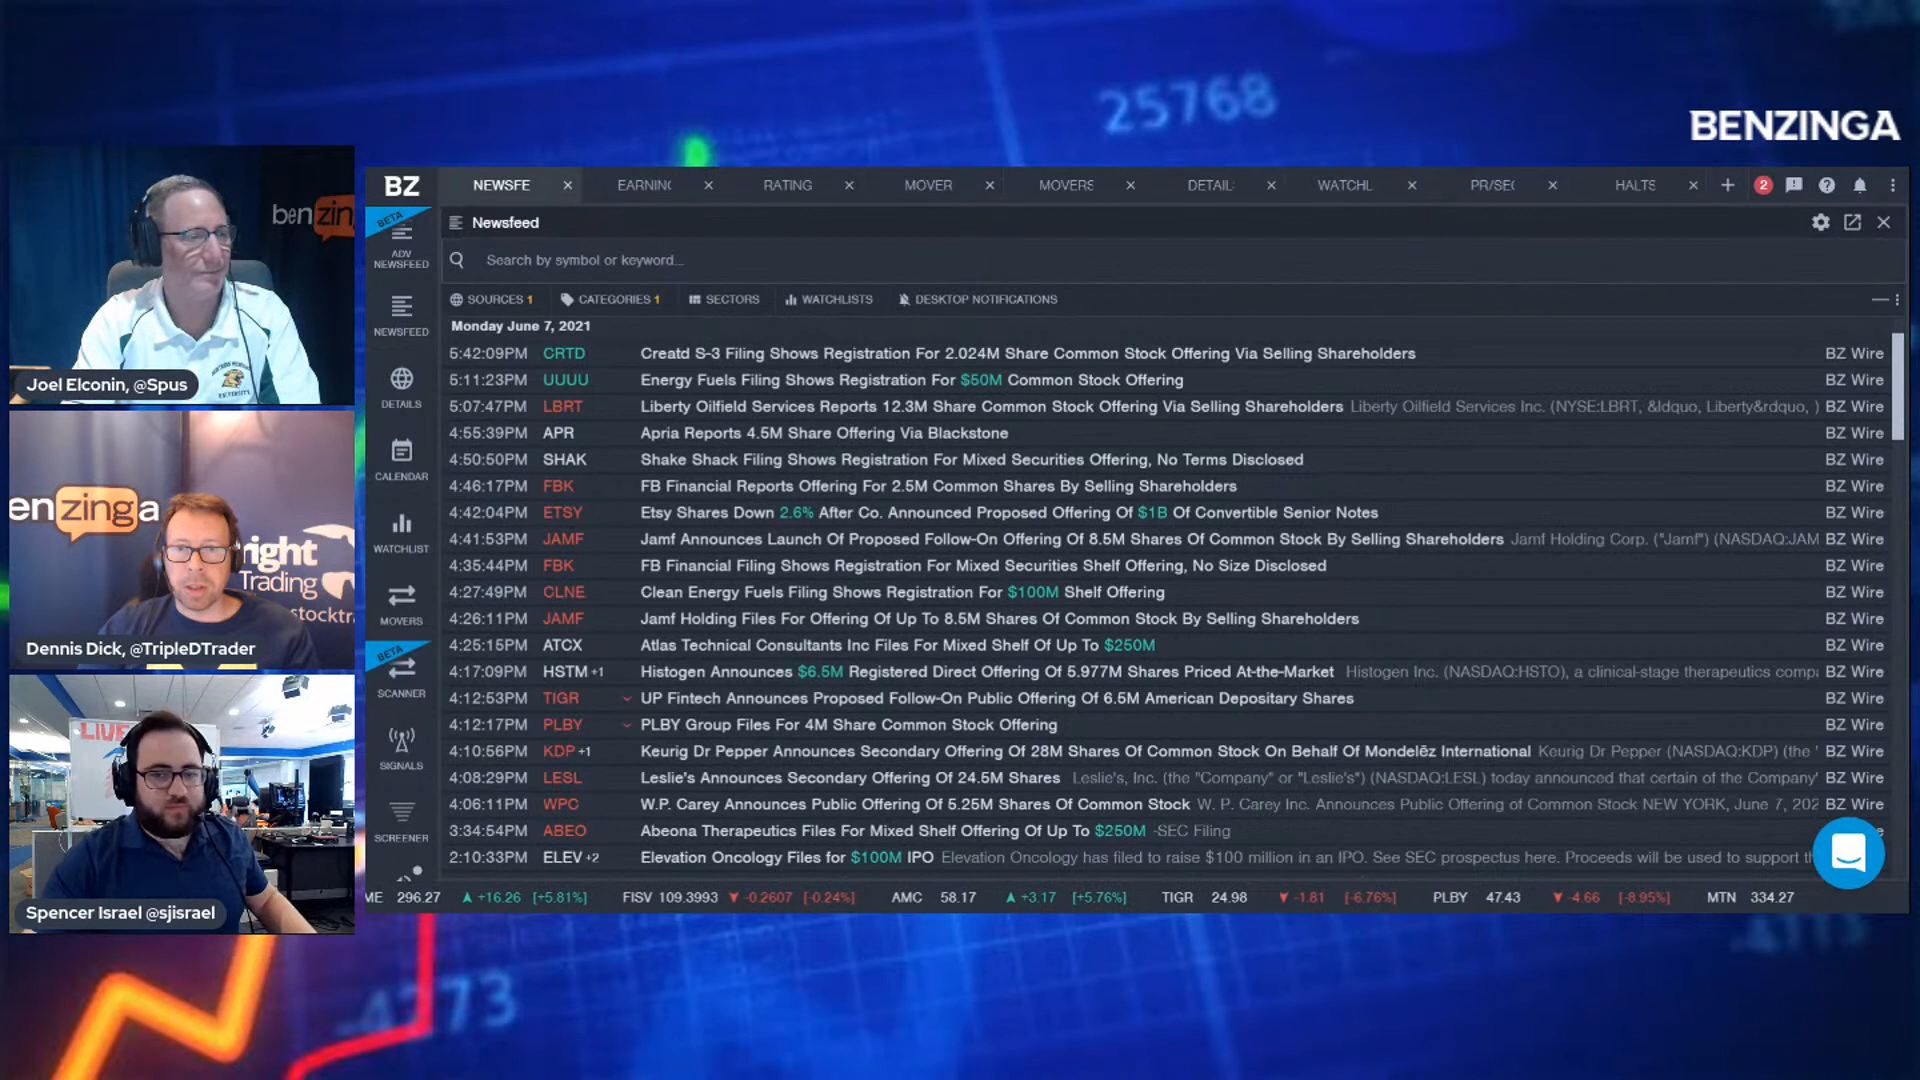 25768
BENZINGA
benzin
Joel Elconin, @Spus
enzinga
right
Trading
stocktr
Dennis Dick, @TripleDTrader
LIVE
Spencer Israel @sjisrael
BZ
NEWSFE
EARNING
RATING
MOVER
MOVERS
DETAIL
WATCHL
PR/SEC
HALTS
2
BETA
ADV
NEWSFEED
NEWSFEED
DETAILS
CALENDAR
WATCHLIST
MOVERS
BETA
SCANNER
SIGNALS
SCREENER
Newsfeed
Search by symbol or keyword...
SOURCES 1 CATEGORIES 1 SECTORS WATCHLISTS DESKTOP NOTIFICATIONS
Monday June 7, 2021
5:42:09PM CRTD Creatd S-3 Filing Shows Registration For 2.024M Share Common Stock Offering Via Selling Shareholders BZ Wire
5:11:23PM UUUU Energy Fuels Filing Shows Registration For $50M Common Stock Offering BZ Wire
5:07:47PM LBRT Liberty Oilfield Services Reports 12.3M Share Common Stock Offering Via Selling Shareholders Liberty Oilfield Services Inc. (NYSE:LBRT, &ldquo, Liberty&rdquo, ) BZ Wire
4:55:39PM APR Apria Reports 4.5M Share Offering Via Blackstone BZ Wire
4:50:50PM SHAK Shake Shack Filing Shows Registration For Mixed Securities Offering, No Terms Disclosed BZ Wire
4:46:17PM FBK FB Financial Reports Offering For 2.5M Common Shares By Selling Shareholders BZ Wire
4:42:04PM ETSY Etsy Shares Down 2.6% After Co. Announced Proposed Offering Of $1B Of Convertible Senior Notes BZ Wire
4:41:53PM JAMF Jamf Announces Launch Of Proposed Follow-On Offering Of 8.5M Shares Of Common Stock By Selling Shareholders Jamf Holding Corp. ("Jamf") (NASDAQ:JAM BZ Wire
4:35:44PM FBK FB Financial Filing Shows Registration For Mixed Securities Shelf Offering, No Size Disclosed BZ Wire
4:27:49PM CLNE Clean Energy Fuels Filing Shows Registration For $100M Shelf Offering BZ Wire
4:26:11PM JAMF Jamf Holding Files For Offering Of Up To 8.5M Shares Of Common Stock By Selling Shareholders BZ Wire
4:25:15PM ATCX Atlas Technical Consultants Inc Files For Mixed Shelf Of Up To $250M BZ Wire
4:17:09PM HSTM +1 Histogen Announces $6.5M Registered Direct Offering Of 5.977M Shares Priced At-the-Market Histogen Inc. (NASDAQ:HSTO), a clinical-stage therapeutics comp BZ Wire
4:12:53PM TIGR UP Fintech Announces Proposed Follow-On Public Offering Of 6.5M American Depositary Shares BZ Wire
4:12:17PM PLBY PLBY Group Files For 4M Share Common Stock Offering BZ Wire
4:10:56PM KDP +1 Keurig Dr Pepper Announces Secondary Offering Of 28M Shares Of Common Stock On Behalf Of Mondelēz International Keurig Dr Pepper (NASDAQ:KDP) (the ' BZ Wire
4:08:29PM LESL Leslie's Announces Secondary Offering Of 24.5M Shares Leslie's, Inc. (the "Company" or "Leslie's") (NASDAQ:LESL) today announced that certain of the Company' BZ Wire
4:06:11PM WPC W.P. Carey Announces Public Offering Of 5.25M Shares Of Common Stock W. P. Carey Inc. Announces Public Offering of Common Stock NEW YORK, June 7, 202 BZ Wire
3:34:54PM ABEO Abeona Therapeutics Files For Mixed Shelf Offering Of Up To $250M -SEC Filing
2:10:33PM ELEV +2 Elevation Oncology Files for $100M IPO Elevation Oncology has filed to raise $100 million in an IPO. See SEC prospectus here. Proceeds will be used to support th
ME 296.27 +16.26 [+5.81%] FISV 109.3993 -0.2607 [-0.24%] AMC 58.17 +3.17 [+5.76%] TIGR 24.98 -1.81 [-6.76%] PLBY 47.43 -4.66 [-8.95%] MTN 334.27